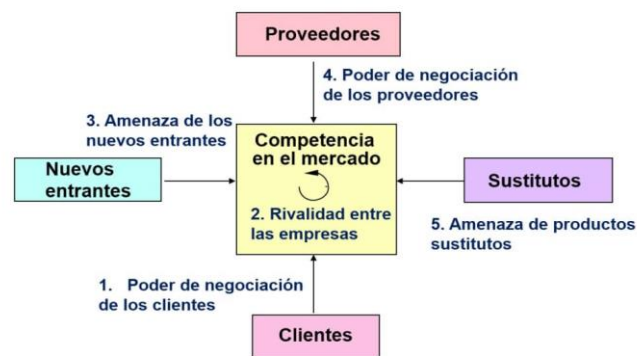 Proveedores
4. Poder de negociación
de los proveedores
3. Amenaza de los
nuevos entrantes
Competencia
en el mercado
Nuevos
entrantes
Sustitutos
2. Rivalidad entre
las empresas
5. Amenaza de productos
sustitutos
1. Poder de negociación
de los clientes
Clientes